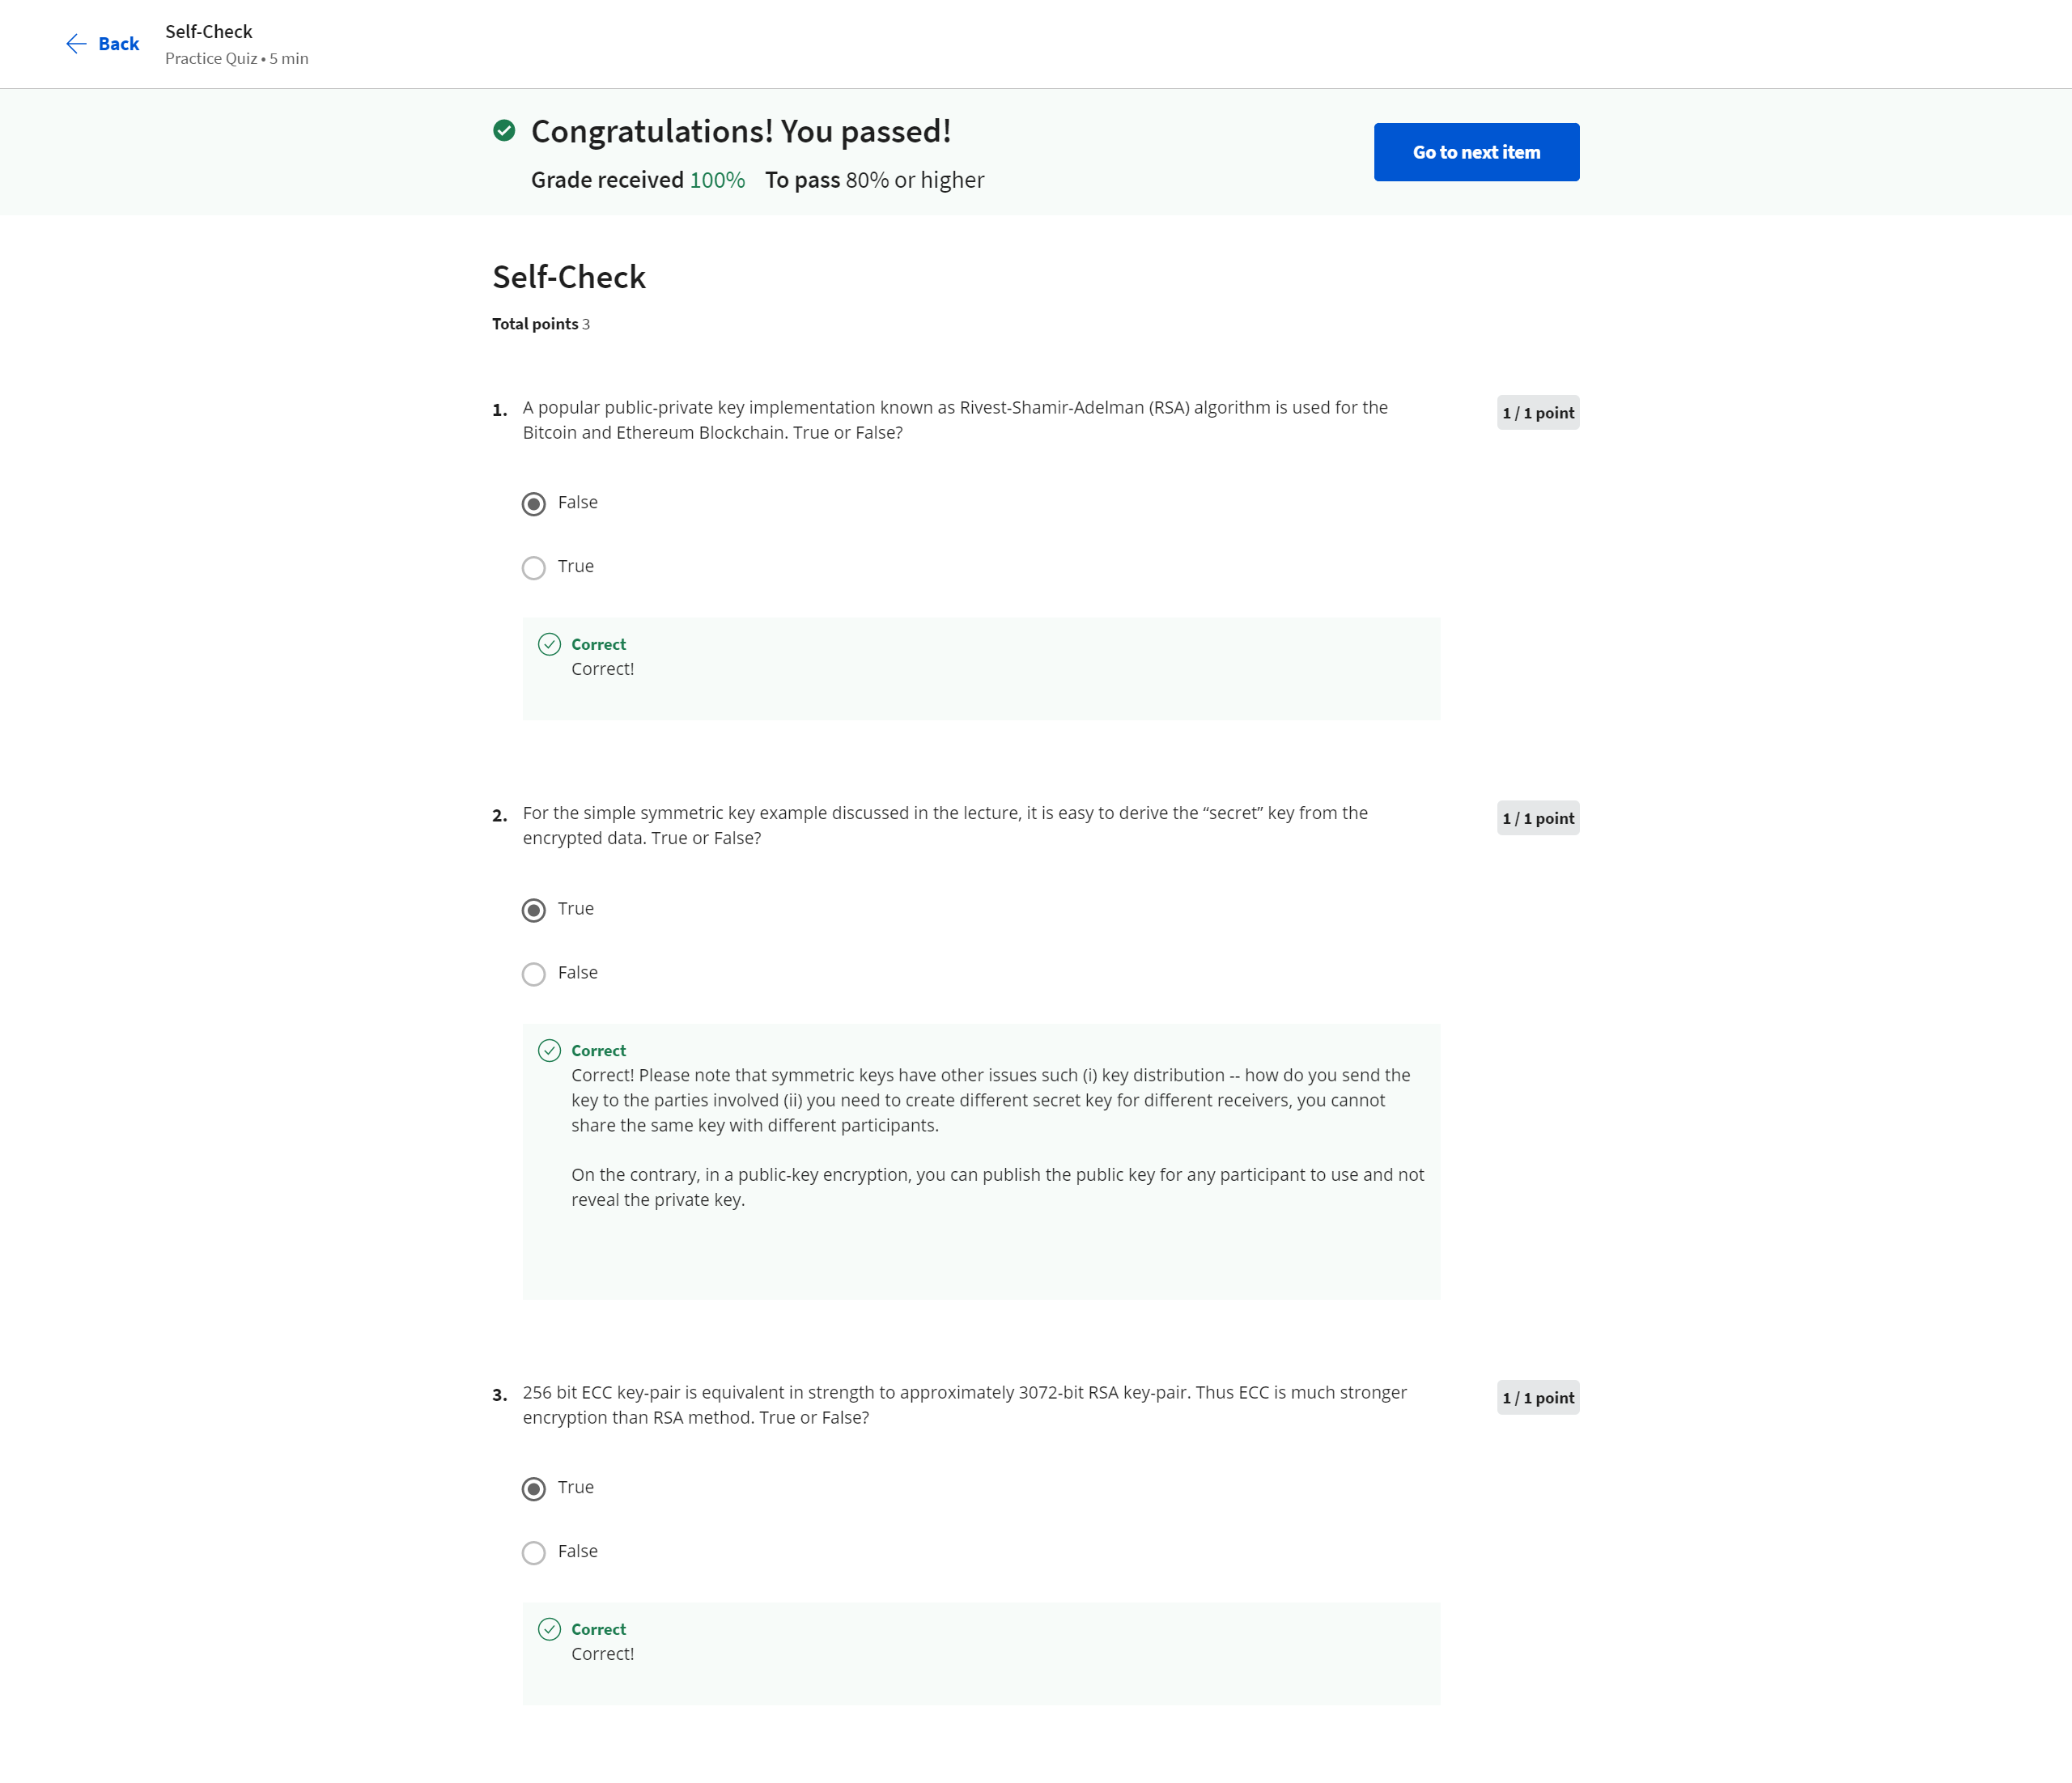 Back
Self-Check
Practice Quiz • 5 min
Congratulations! You passed!
Grade received 100% To pass 80% or higher
Go to next item
Self-Check
Total points 3
1. A popular public-private key implementation known as Rivest-Shamir-Adelman (RSA) algorithm is used for the
Bitcoin and Ethereum Blockchain. True or False?
1 / 1 point
False
True
Correct
Correct!
2. For the simple symmetric key example discussed in the lecture, it is easy to derive the “secret” key from the
encrypted data. True or False?
1 / 1 point
True
False
Correct
Correct! Please note that symmetric keys have other issues such (i) key distribution -- how do you send the
key to the parties involved (ii) you need to create different secret key for different receivers, you cannot
share the same key with different participants.
On the contrary, in a public-key encryption, you can publish the public key for any participant to use and not
reveal the private key.
3. 256 bit ECC key-pair is equivalent in strength to approximately 3072-bit RSA key-pair. Thus ECC is much stronger
encryption than RSA method. True or False?
1 / 1 point
True
False
Correct
Correct!